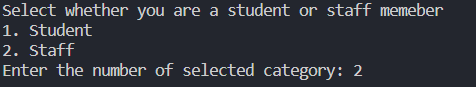 Select whether you are a student or staff memeber
1. Student
2. Staff
Enter the number of selected category: 2